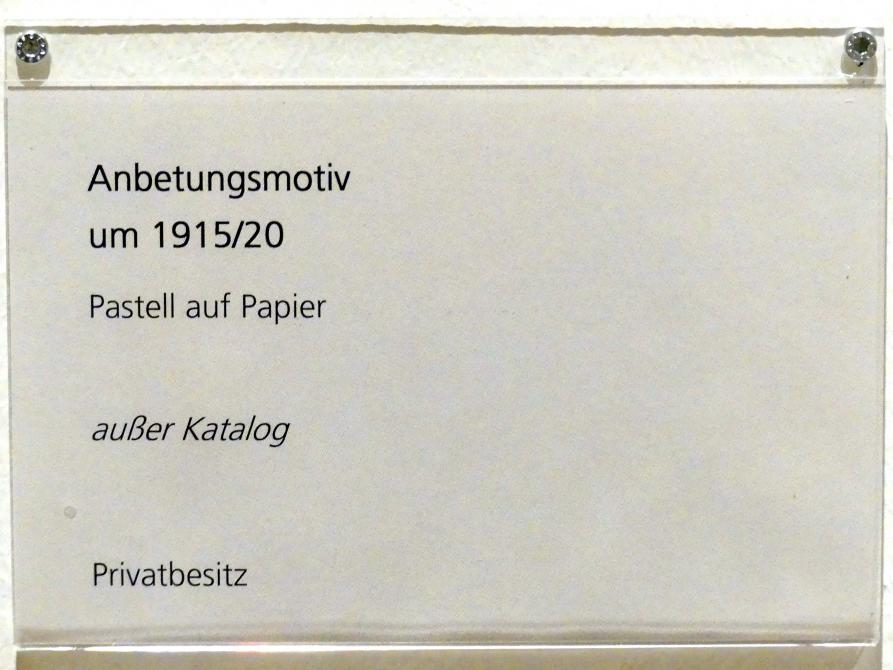 Anbetungsmotiv
um 1915/20
Pastell auf Papier
außer Katalog
Privatbesitz